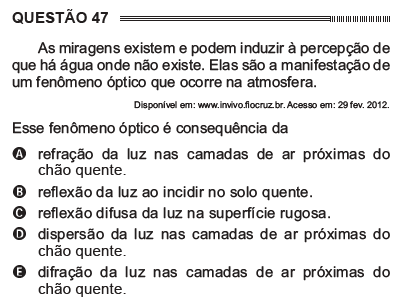 QUESTÃO 47
As miragens existem e podem induzir à percepção de
que há água onde não existe. Elas são a manifestação de
um fenômeno óptico que ocorre na atmosfera.
Disponível em: www.invivo.fiocruz.br. Acesso em: 29 fev. 2012.
Esse fenômeno óptico é consequência da
A refração da luz nas camadas de ar próximas do
chão quente.
B reflexão da luz ao incidir no solo quente.
C reflexão difusa da luz na superfície rugosa.
D dispersão da luz nas camadas de ar próximas do
chão quente.
E difração da luz nas camadas de ar próximas do
chão quente.